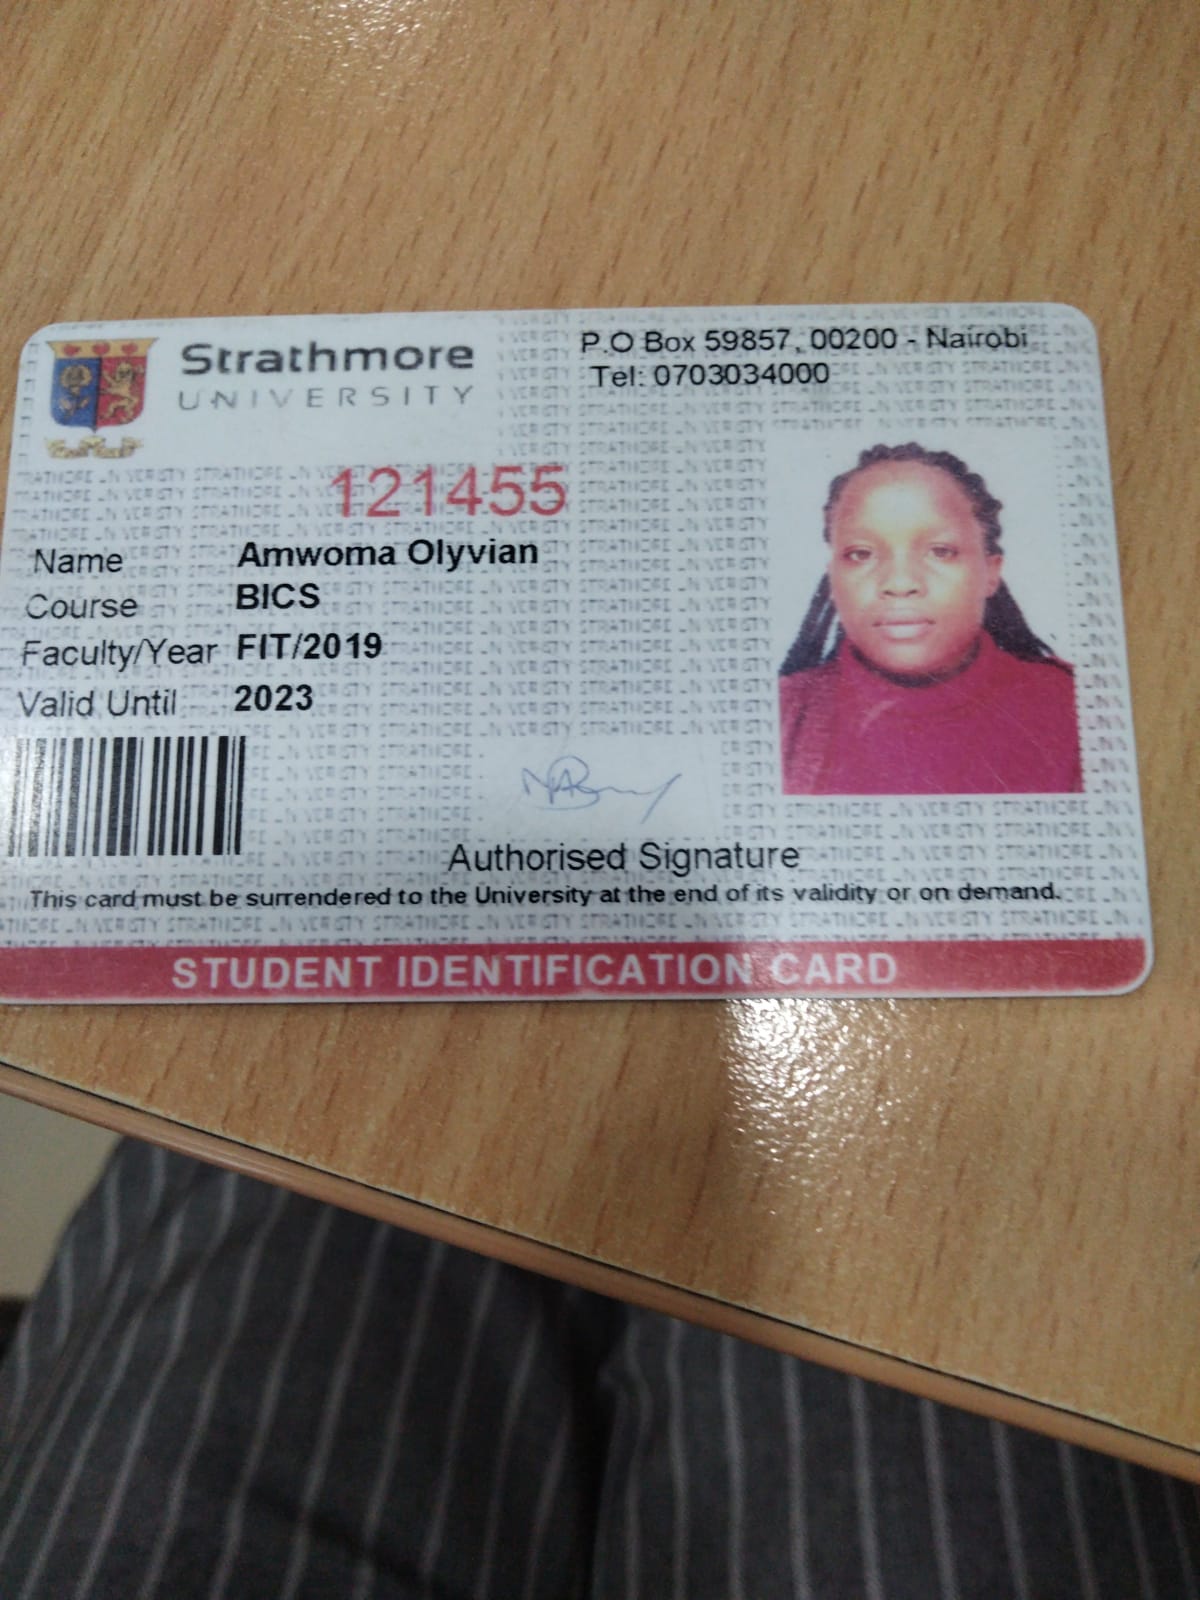 Strathmore
UNIVERSITY
P.O Box 59857, 00200 - Nairobi
Tel: 0703034000
121455
Name Amwoma Olyvian
Course BICS
Faculty/Year FIT/2019
Valid Until 2023
Authorised Signature
This card must be surrendered to the University at the end of its validity or on demand.
STUDENT IDENTIFICATION CARD